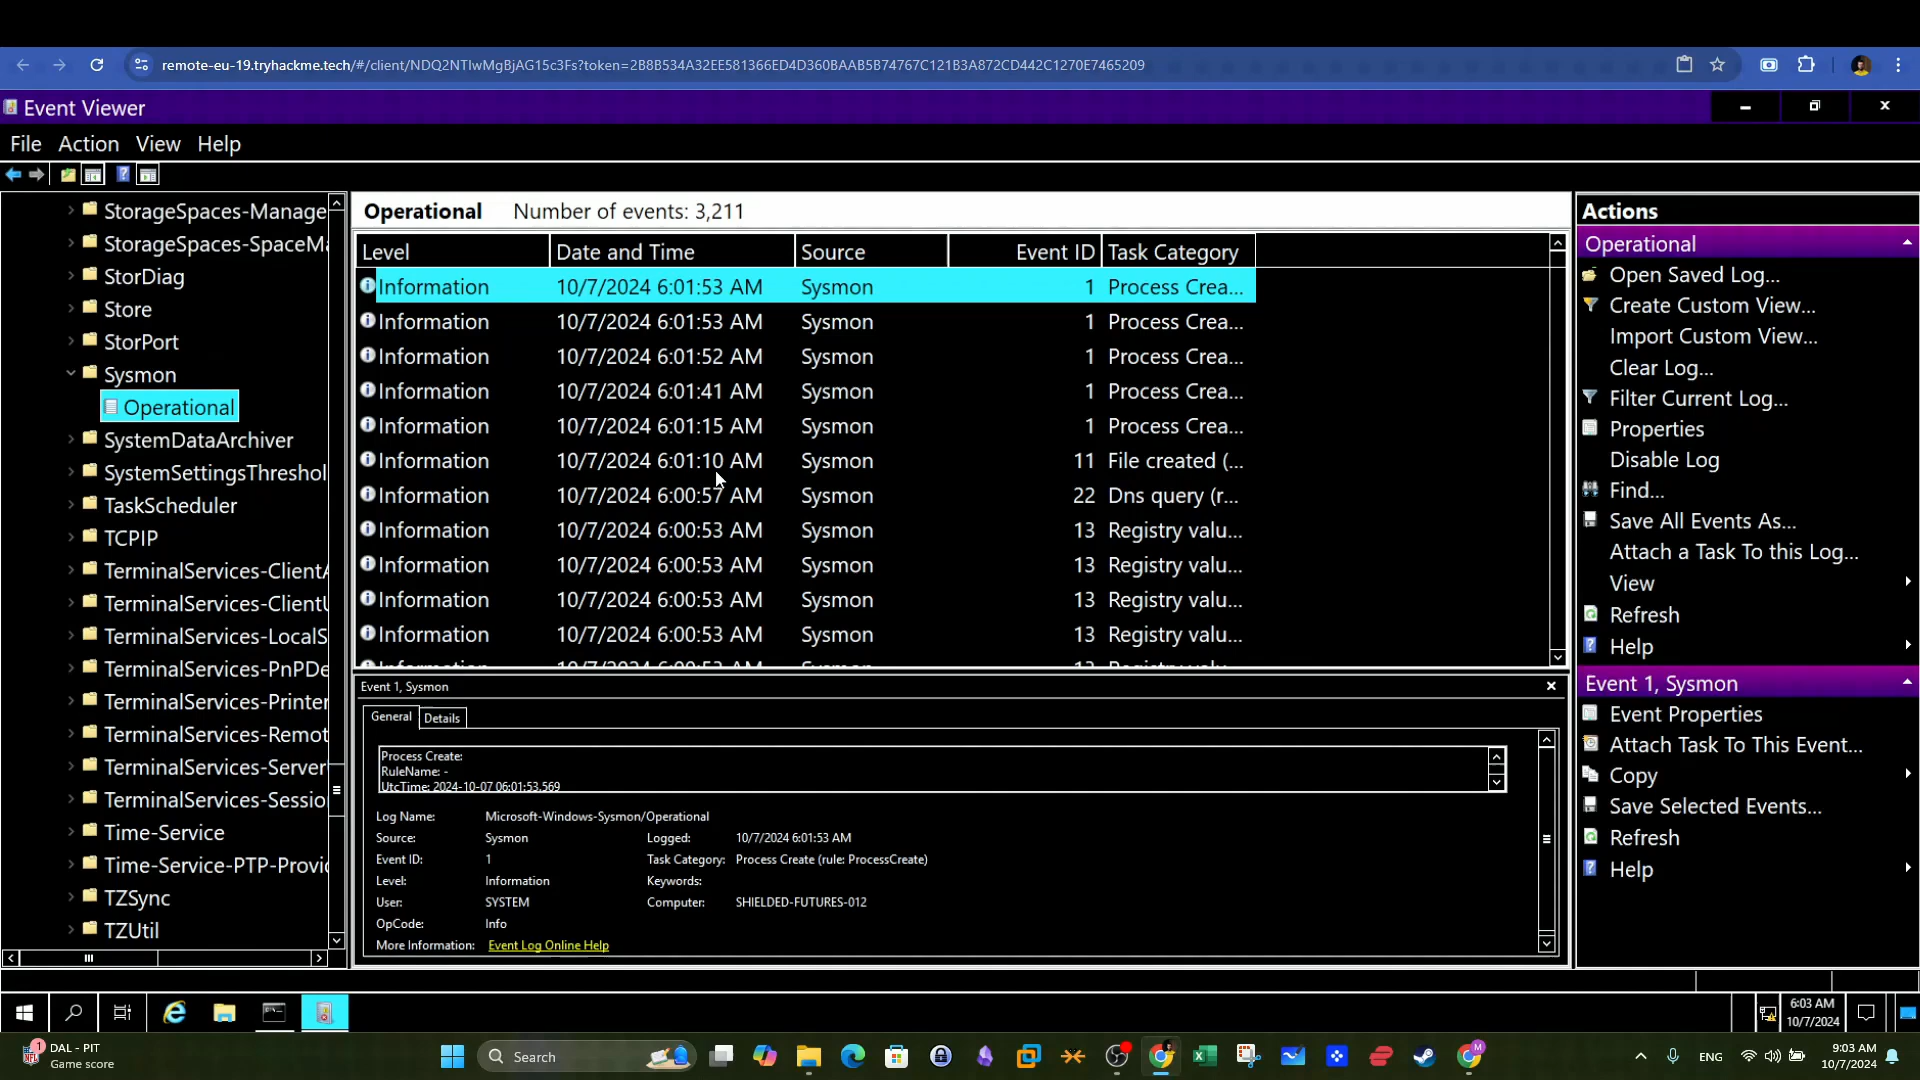 remote-eu-19.tryhackme.tech/#/client/NDQ2NTIwMgBjAG15c3Fs?token=2B8B534A32EE581366ED4D360BAAB5B74767C121B3A872CD442C1270E7465209
Event Viewer
File Action View Help
StorageSpaces-Manage
StorageSpaces-SpaceMa
StorDiag
Store
StorPort
Sysmon
Operational
SystemDataArchiver
SystemSettingsThreshol
TaskScheduler
TCPIP
TerminalServices-ClientA
TerminalServices-ClientU
TerminalServices-LocalS
TerminalServices-PnPDe
TerminalServices-Printer
TerminalServices-Remot
TerminalServices-Server
TerminalServices-Sessio
Time-Service
Time-Service-PTP-Provid
TZSync
TZUtil
Operational Number of events: 3,211
Level Date and Time Source Event ID Task Category
Information 10/7/2024 6:01:53 AM Sysmon 1 Process Crea...
Information 10/7/2024 6:01:53 AM Sysmon 1 Process Crea...
Information 10/7/2024 6:01:52 AM Sysmon 1 Process Crea...
Information 10/7/2024 6:01:41 AM Sysmon 1 Process Crea...
Information 10/7/2024 6:01:15 AM Sysmon 1 Process Crea...
Information 10/7/2024 6:01:10 AM Sysmon 11 File created (...
Information 10/7/2024 6:00:57 AM Sysmon 22 Dns query (r...
Information 10/7/2024 6:00:53 AM Sysmon 13 Registry valu...
Information 10/7/2024 6:00:53 AM Sysmon 13 Registry valu...
Information 10/7/2024 6:00:53 AM Sysmon 13 Registry valu...
Information 10/7/2024 6:00:53 AM Sysmon 13 Registry valu...
Event 1, Sysmon
General Details
Process Create:
RuleName: -
UtcTime: 2024-10-07 06:01:53.569
Log Name: Microsoft-Windows-Sysmon/Operational
Source: Sysmon Logged: 10/7/2024 6:01:53 AM
Event ID: 1 Task Category: Process Create (rule: ProcessCreate)
Level: Information Keywords:
User: SYSTEM Computer: SHIELDED-FUTURES-012
OpCode: Info
More Information: Event Log Online Help
Actions
Operational
Open Saved Log...
Create Custom View...
Import Custom View...
Clear Log...
Filter Current Log...
Properties
Disable Log
Find...
Save All Events As...
Attach a Task To this Log...
View
Refresh
Help
Event 1, Sysmon
Event Properties
Attach Task To This Event...
Copy
Save Selected Events...
Refresh
Help
6:03 AM
10/7/2024
1
DAL - PIT
Game score
Search
ENG
9:03 AM
10/7/2024